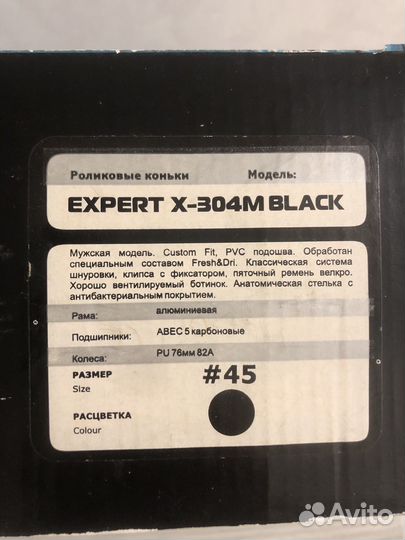 Роликовые коньки Модель:
EXPERT X-304M BLACK
Мужская модель. Custom Fit, PVC подошва. Обработан
специальным составом Fresh&Dri. Классическая система
шнуровки, клипса с фиксатором, пяточный ремень велкро.
Хорошо вентилируемый ботинок. Анатомическая стелька с
антибактериальным покрытием.
Рама: алюминиевая
Подшипники: ABEC 5 карбоновые
Колеса: PU 76мм 82А
РАЗМЕР #45
Size
РАСЦВЕТКА
Colour
Avito